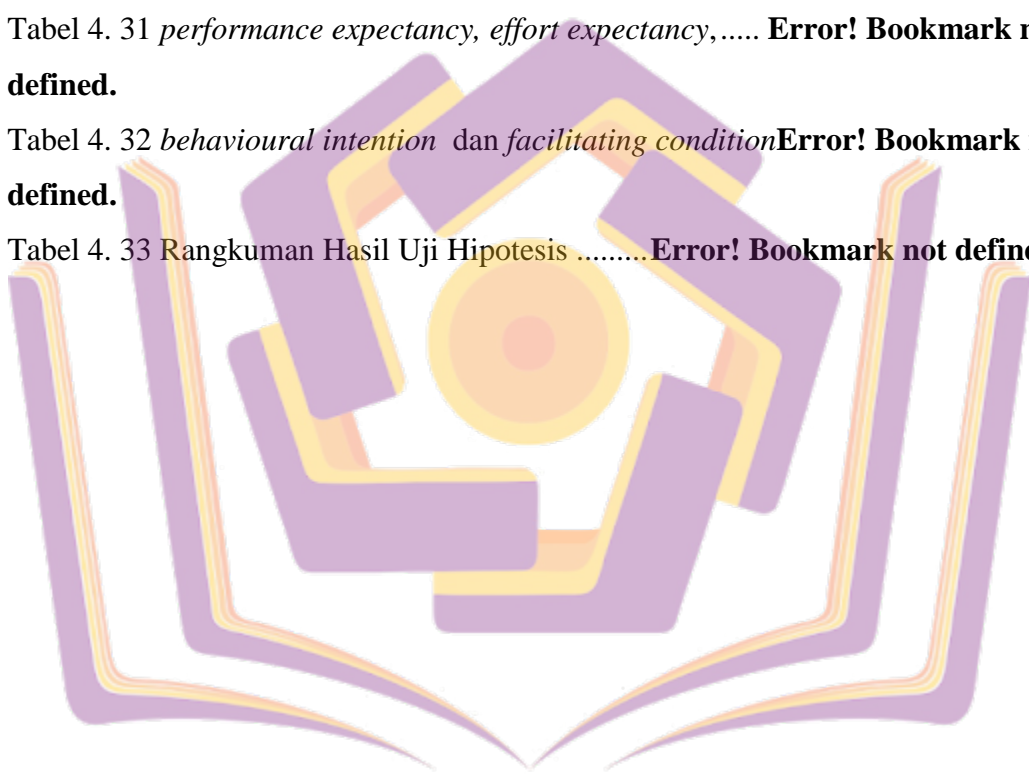 Tabel 4. 31 performance expectancy, effort expectancy,..... Error! Bookmark n
defined.
Tabel 4. 32 behavioural intention  dan facilitating conditionError! Bookmark
defined.
Tabel 4. 33 Rangkuman Hasil Uji Hipotesis .........Error! Bookmark not define